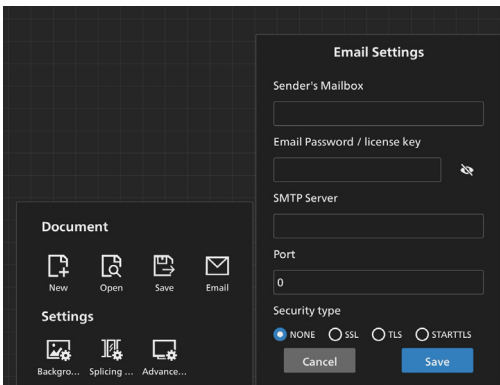 Email Settings
Sender's Mailbox
Email Password / license key
SMTP Server
Port
0
Security type
NONE SSL TLS STARTTLS
Cancel Save
Document
New Open Save Email
Settings
Backgro... Splicing ... Advance...